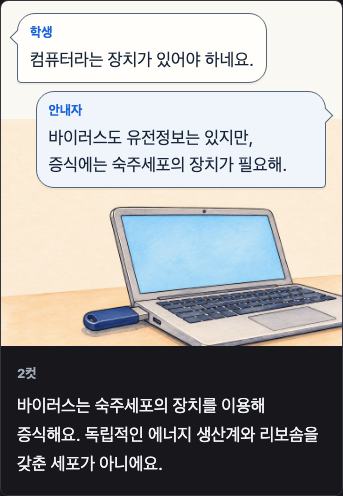 학생
컴퓨터라는 장치가 있어야 하네요.
안내자
바이러스도 유전정보는 있지만,
증식에는 숙주세포의 장치가 필요해.
2컷
바이러스는 숙주세포의 장치를 이용해
증식해요. 독립적인 에너지 생산계와 리보솜을
갖춘 세포가 아니에요.